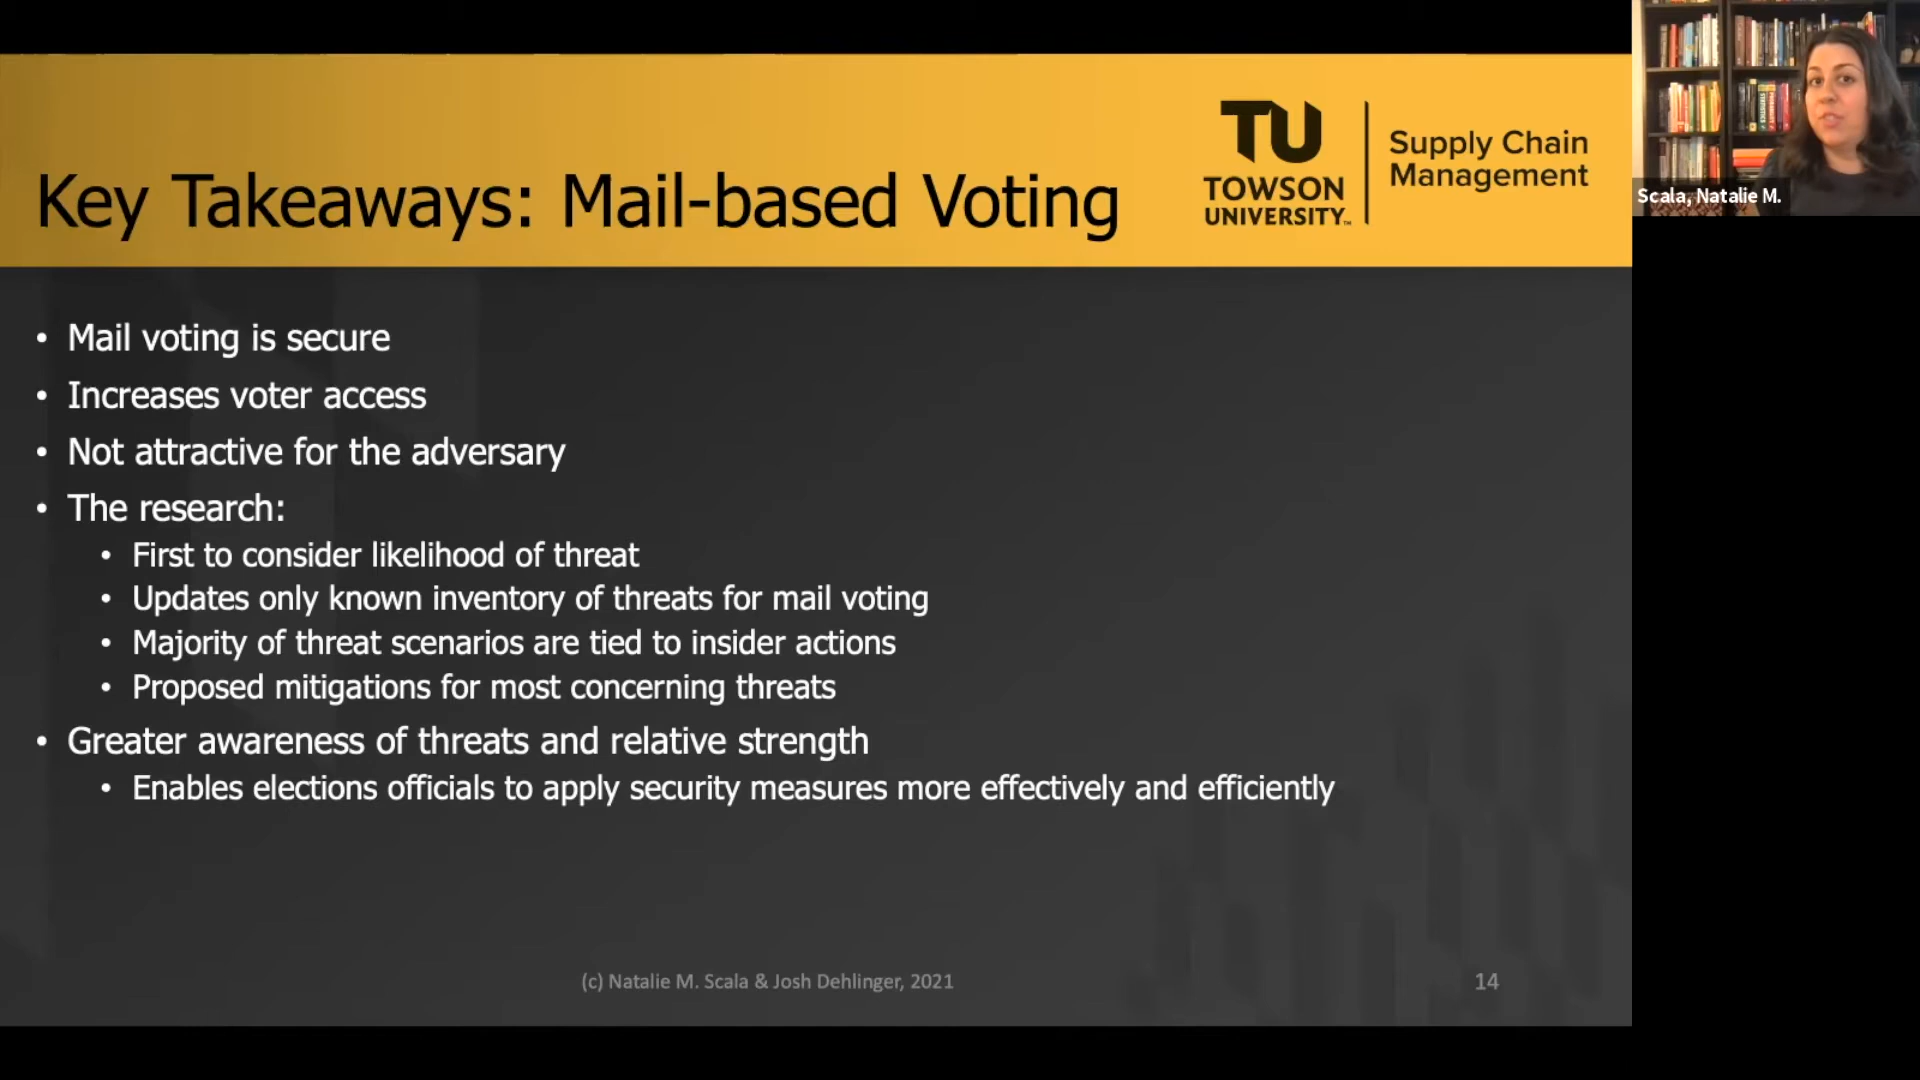 Key Takeaways: Mail-based Voting
TU
TOWSON
UNIVERSITY™
Supply Chain
Management
Scala, Natalie M.
• Mail voting is secure
• Increases voter access
• Not attractive for the adversary
• The research:
• First to consider likelihood of threat
• Updates only known inventory of threats for mail voting
• Majority of threat scenarios are tied to insider actions
• Proposed mitigations for most concerning threats
• Greater awareness of threats and relative strength
• Enables elections officials to apply security measures more effectively and efficiently
(c) Natalie M. Scala & Josh Dehlinger, 2021
14